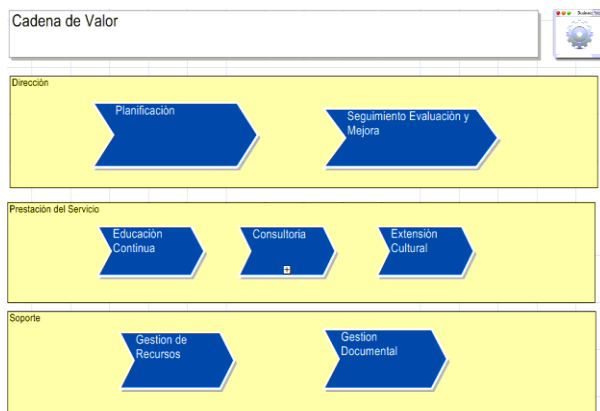 Cadena de Valor
Dirección
Planificación
Seguimiento Evaluación y
Mejora
Prestación del Servicio
Educación
Continua
Consultoria
Extensión
Cultural
Soporte
Gestion de
Recursos
Gestion
Documental